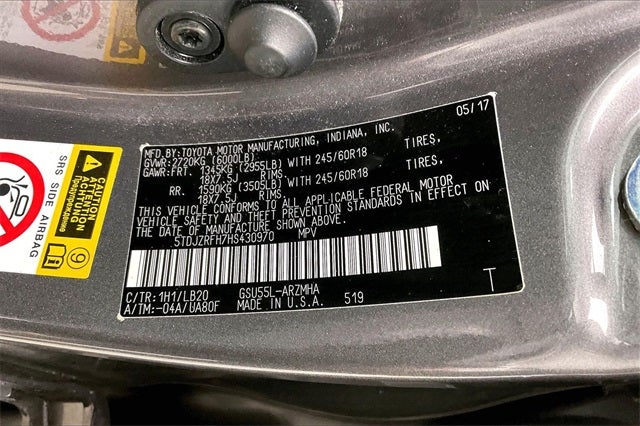 05/17
MFD.BY:TOYOTA MOTOR MANUFACTURING, INDIANA, INC.
GVWR:2720KG (6000LB)
GAWR:FRT. 1345KG (2965LB) WITH 245/60R18 TIRES,
18X7.5J RIMS
RR. 1590KG (3505LB) WITH 245/60R18 TIRES,
18X7.5J RIMS
THIS VEHICLE CONFORMS TO ALL APPLICABLE FEDERAL MOTOR
VEHICLE SAFETY AND THEFT PREVENTION STANDARDS IN EFFECT ON
THE DATE OF MANUFACTURE SHOWN ABOVE.
5TDJZRFH7HS430970 MPV
C/TR:1H1/LB20 GSU55L-ARZMHA
A/TM:-04A/UA80F MADE IN U.S.A. 519
T
SRS SIDE AIRBAG
Предупреждение
9